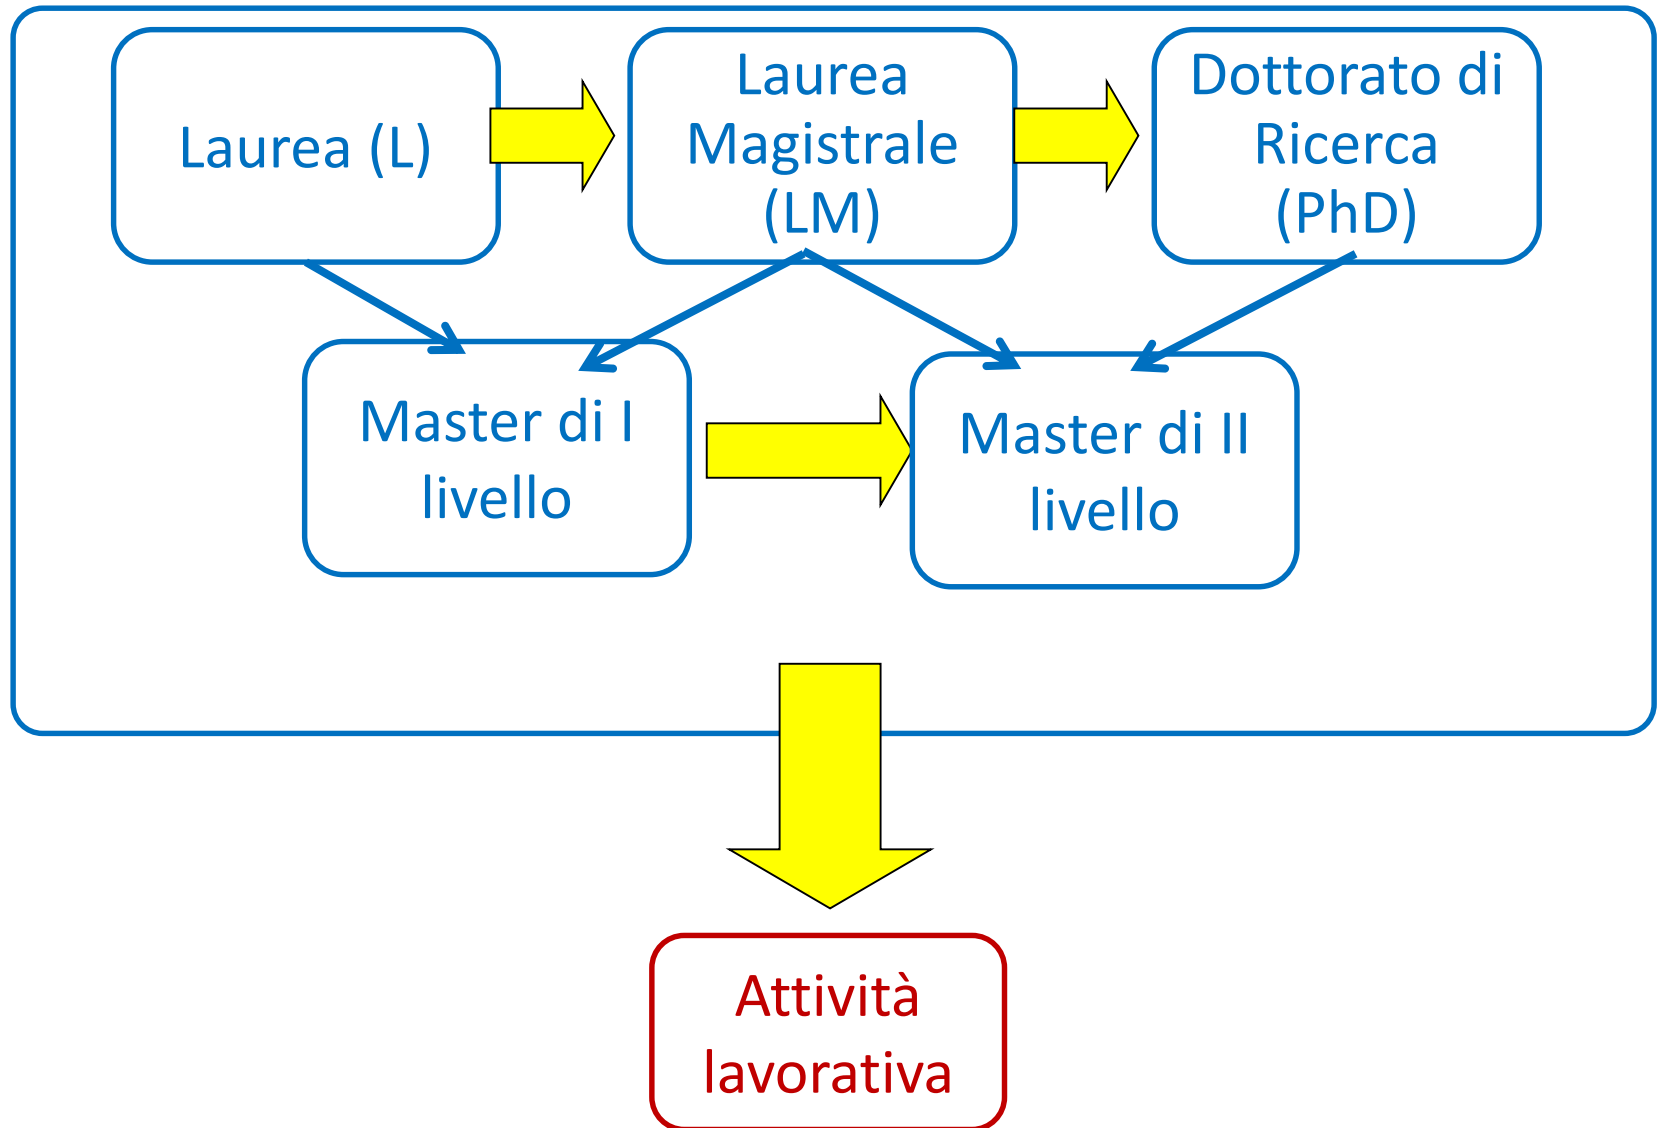 Laurea (L)
Laurea
Magistrale
(LM)
Dottorato di
Ricerca
(PhD)
Master di I
livello
Master di II
livello
Attività
lavorativa